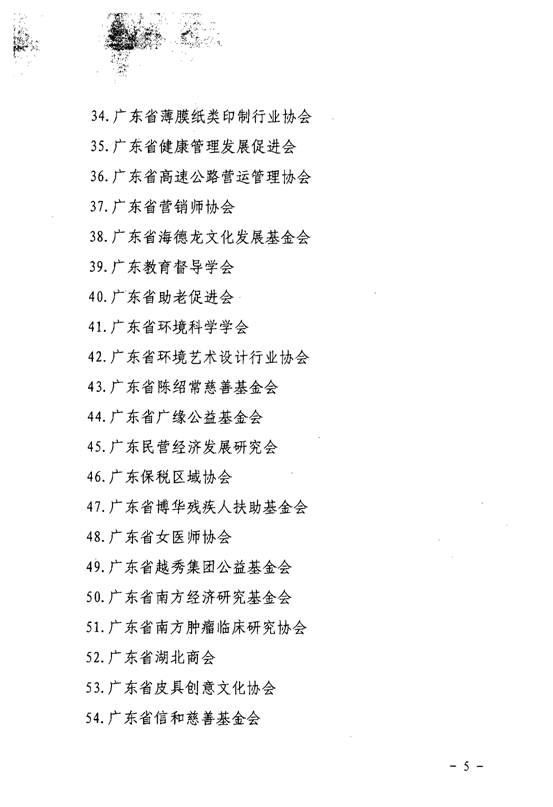 34. 广东省薄膜纸类印制行业协会
35. 广东省健康管理发展促进会
36. 广东省高速公路营运管理协会
37. 广东省营销师协会
38. 广东省海德龙文化发展基金会
39. 广东教育督导学会
40. 广东省助老促进会
41. 广东省环境科学学会
42. 广东省环境艺术设计行业协会
43. 广东省陈绍常慈善基金会
44. 广东省广缘公益基金会
45. 广东民营经济发展研究会
46. 广东保税区域协会
47. 广东省博华残疾人扶助基金会
48. 广东省女医师协会
49. 广东省越秀集团公益基金会
50. 广东省南方经济研究基金会
51. 广东省南方肿瘤临床研究协会
52. 广东省湖北商会
53. 广东省皮具创意文化协会
54. 广东省信和慈善基金会
- 5 -